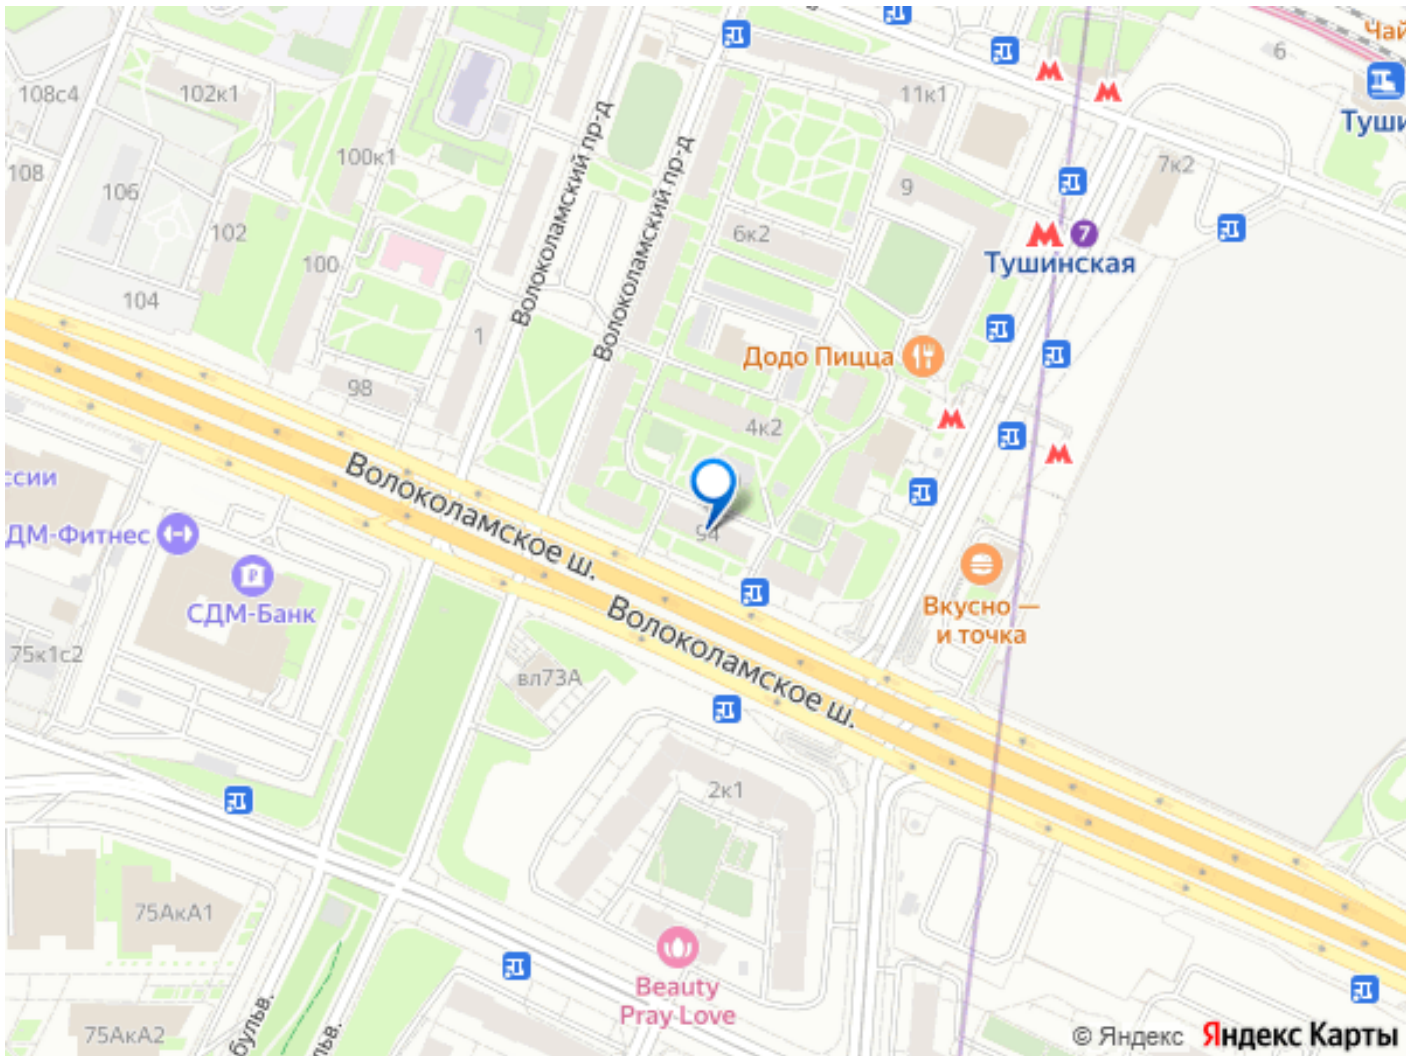 Чай
6
Туши
108с4
102к1
11к1
100к1
7к2
108
106
9
102
6к2
7
Тушинская
100
104
Волоколамский пр-д
Волоколамский пр-д
1
Додо Пицца
98
4к2
ссии
Волоколамское ш.
ДМ-Фитнес
94
СДМ-Банк
Вкусно —
и точка
Волоколамское ш.
75к1с2
вл73А
2к1
75АкА1
Beauty
Pray Love
75АкА2
бульв.
льв.
© Яндекс Яндекс Карты